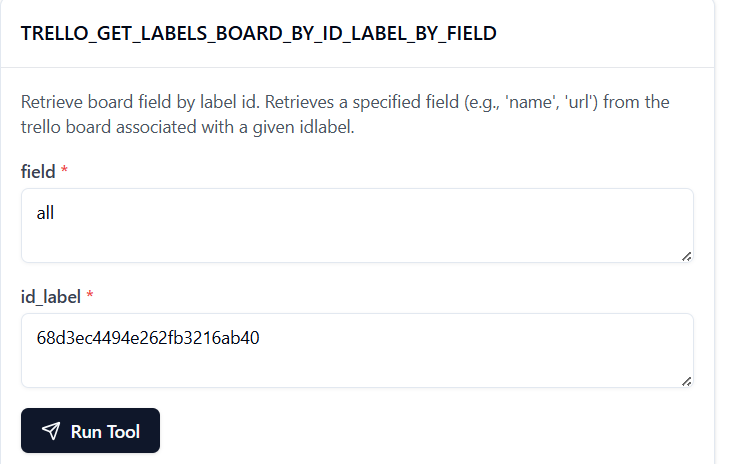 TRELLO_GET_LABELS_BOARD_BY_ID_LABEL_BY_FIELD
Retrieve board field by label id. Retrieves a specified field (e.g., 'name', 'url') from the
trello board associated with a given idlabel.
field *
all
id_label *
68d3ec4494e262fb3216ab40
Run Tool